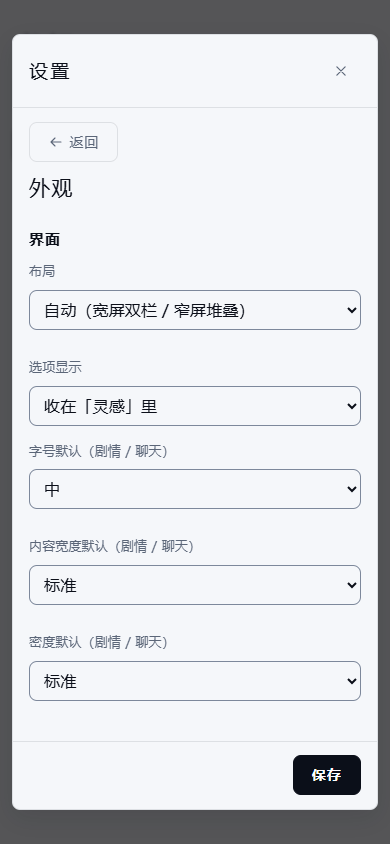 设置
← 返回
外观
界面
布局
自动（宽屏双栏 / 窄屏堆叠）
选项显示
收在「灵感」里
字号默认（剧情 / 聊天）
中
内容宽度默认（剧情 / 聊天）
标准
密度默认（剧情 / 聊天）
标准
保存